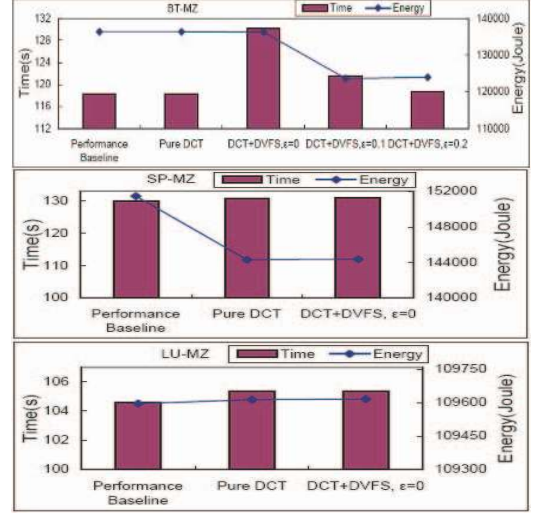 BT-MZ
Time Energy
Time(s)
132
128
124
120
116
112
140000
130000
120000
110000
Energy(Joule)
Performance Baseline
Pure DCT
DCT+DVFS,ε=0
DCT+DVFS,ε=0.1
DCT+DVFS,ε=0.2
SP-MZ
Time Energy
Time(s)
130
120
110
100
152000
148000
144000
140000
Energy(Joule)
Performance Baseline
Pure DCT
DCT+DVFS, ε=0
LU-MZ
Time Energy
Time(s)
106
104
102
100
109750
109600
109450
109300
Energy(Joule)
Performance Baseline
Pure DCT
DCT+DVFS, ε=0